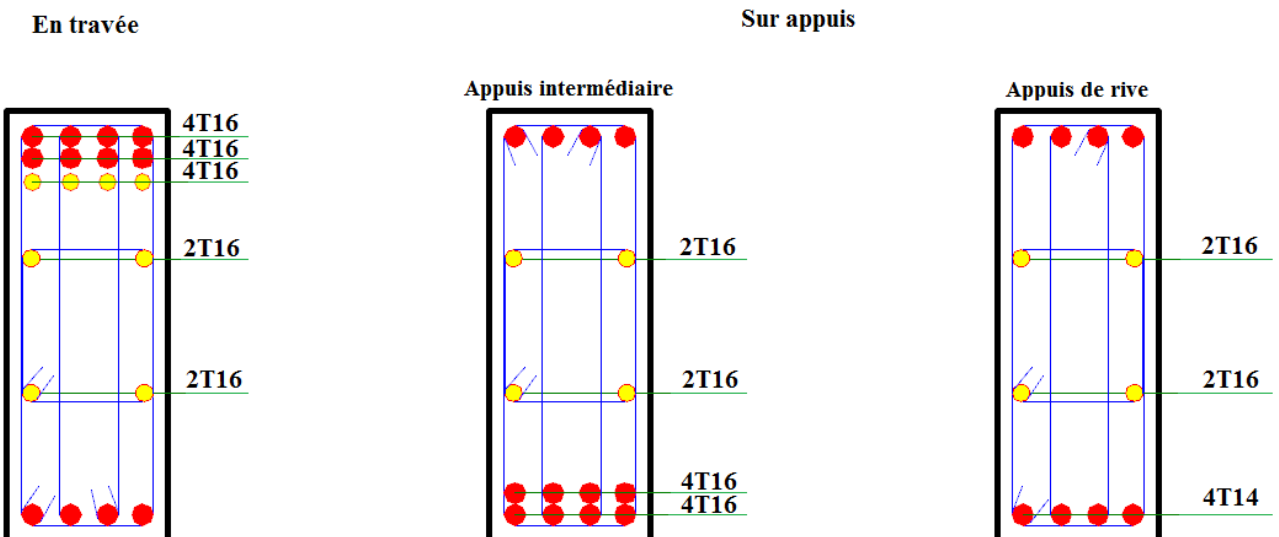 En travée
Sur appuis
Appuis intermédiaire
Appuis de rive
4T16
4T16
4T16
2T16
2T16
2T16
2T16
4T16
4T16
2T16
2T16
4T14